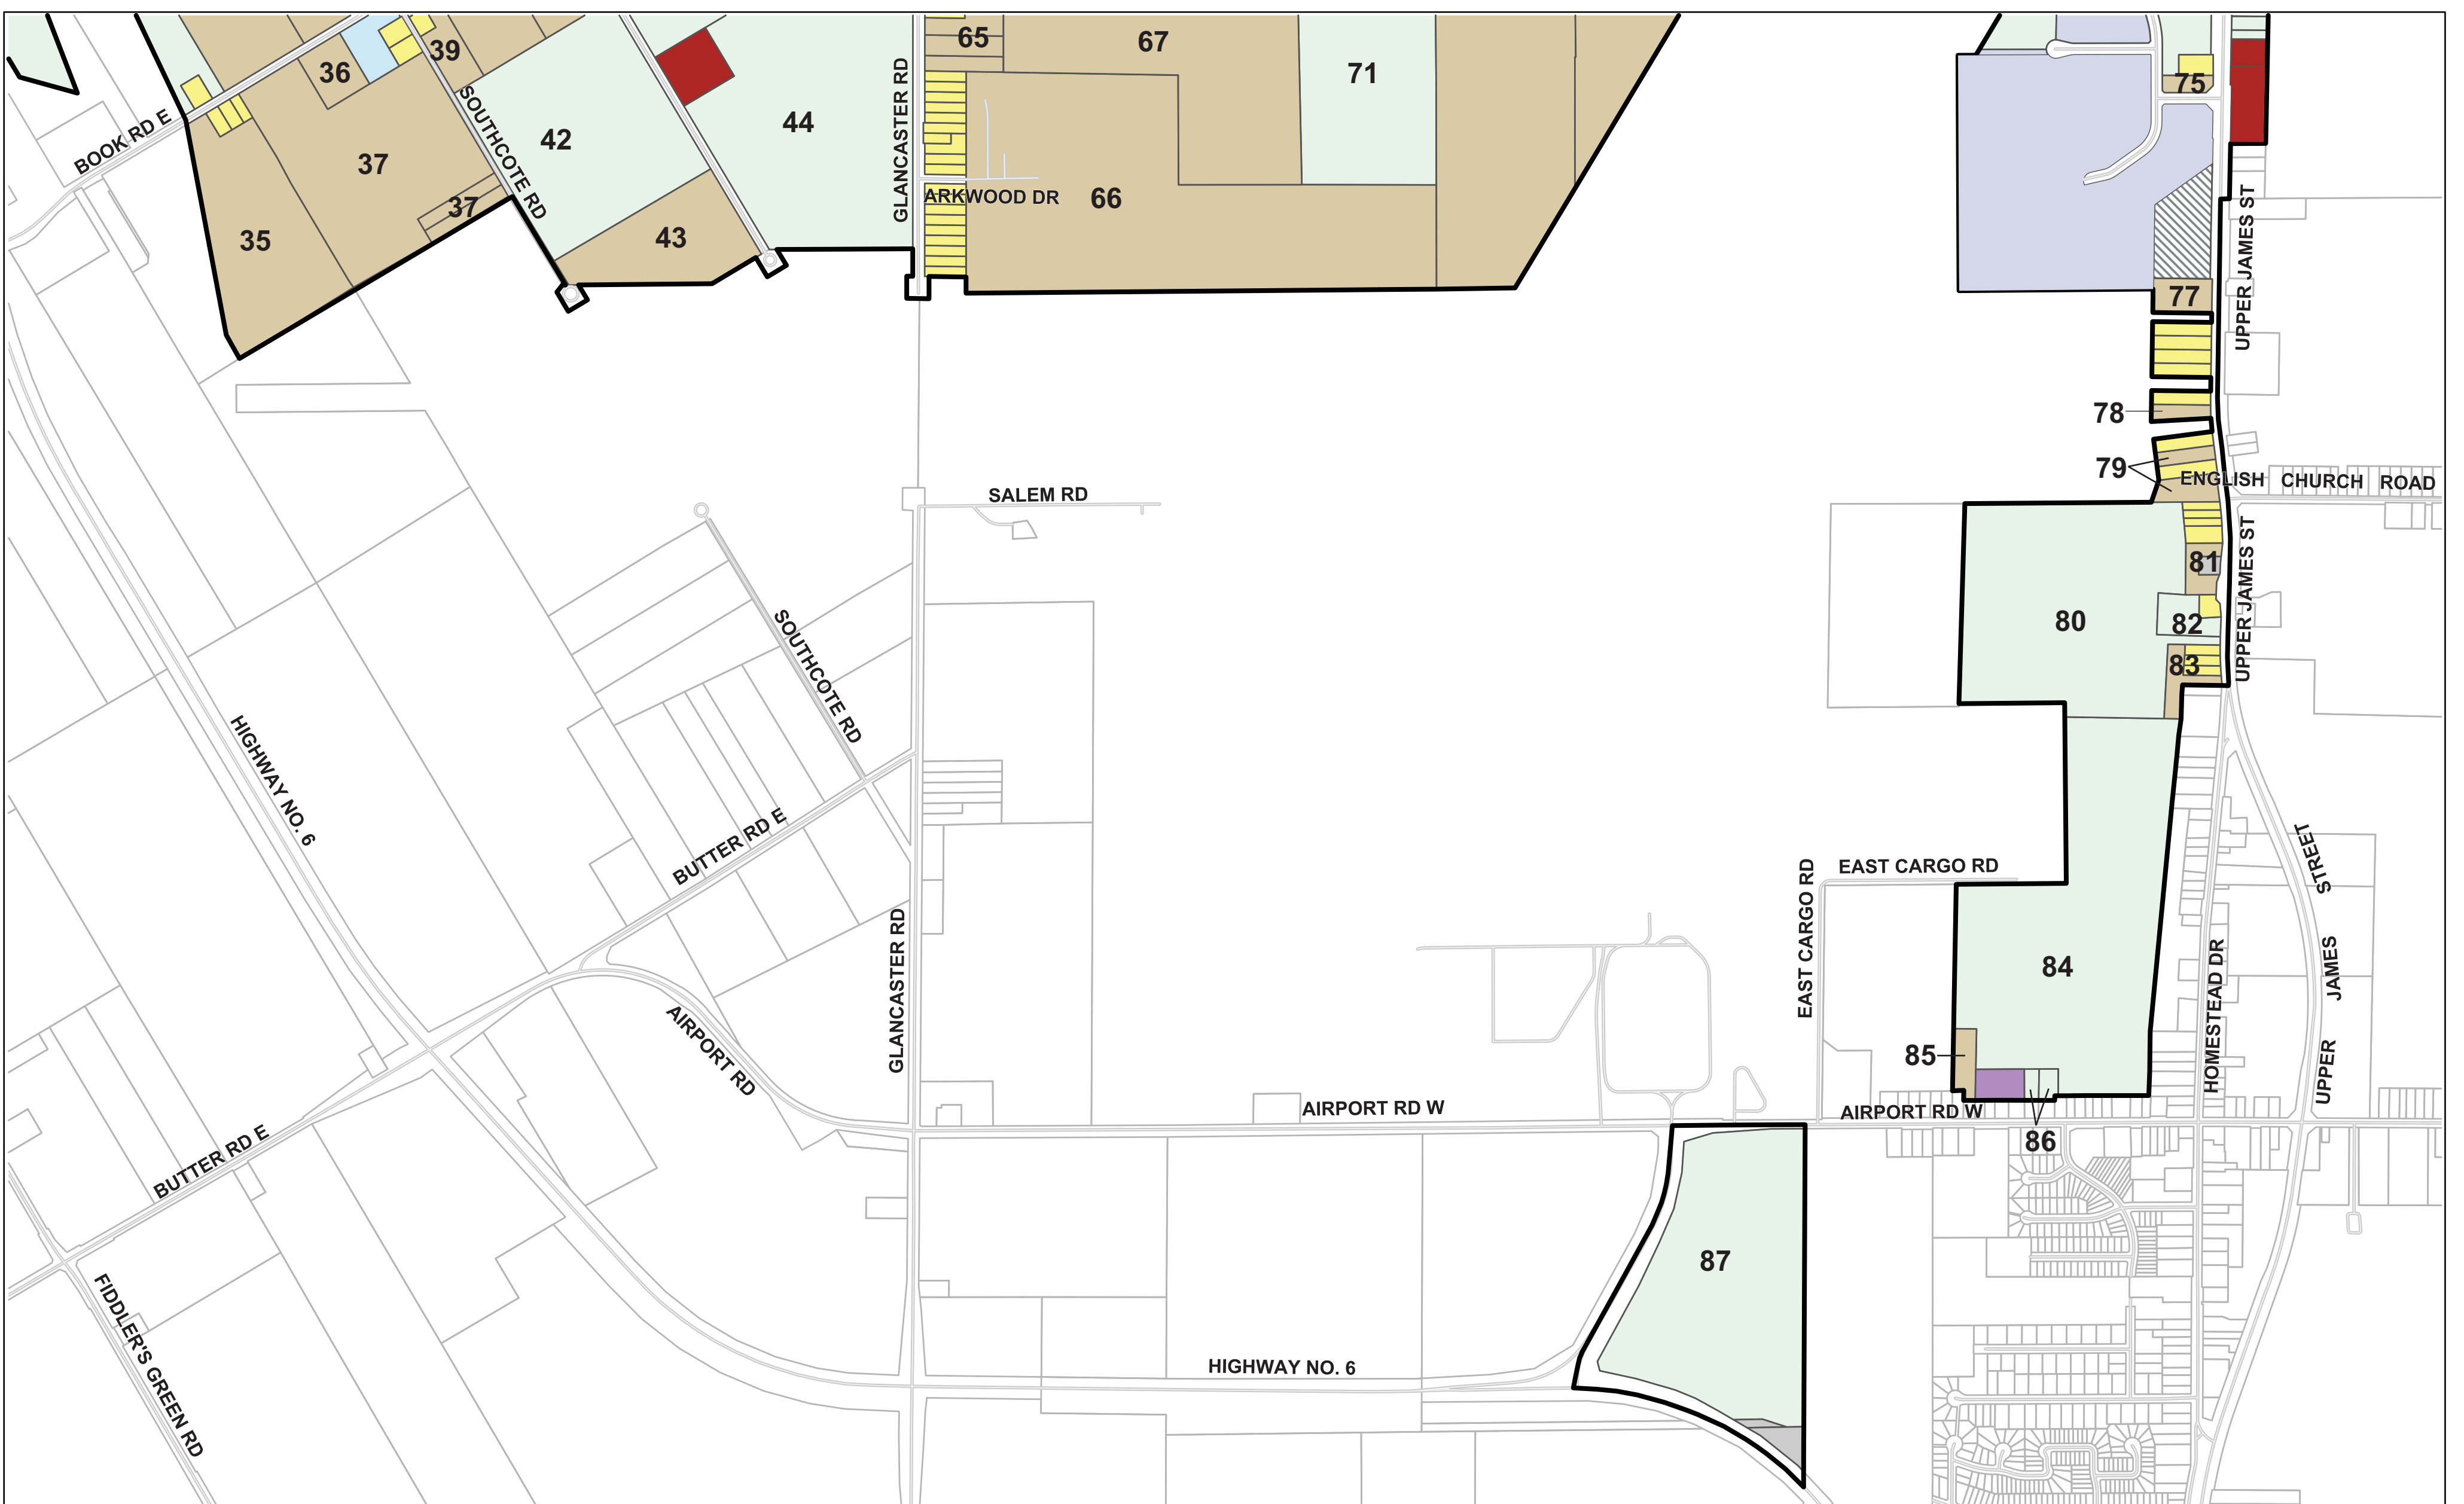 39
65
67
36
71
75
BOOK RD E
SOUTHCOTE RD
42
44
GLANCASTER RD
37
ARKWOOD DR
66
37
35
43
UPPER JAMES ST
77
78
79
ENGLISH CHURCH ROAD
SALEM RD
81
80
82
UPPER JAMES ST
83
SOUTHCOTE RD
HIGHWAY NO. 6
BUTTER RD E
EAST CARGO RD
EAST CARGO RD
UPPER JAMES STREET
GLANCASTER RD
84
HOMESTEAD DR
AIRPORT RD
85
AIRPORT RD W
AIRPORT RD W
86
BUTTER RD E
87
FIDDLER'S GREEN RD
HIGHWAY NO. 6